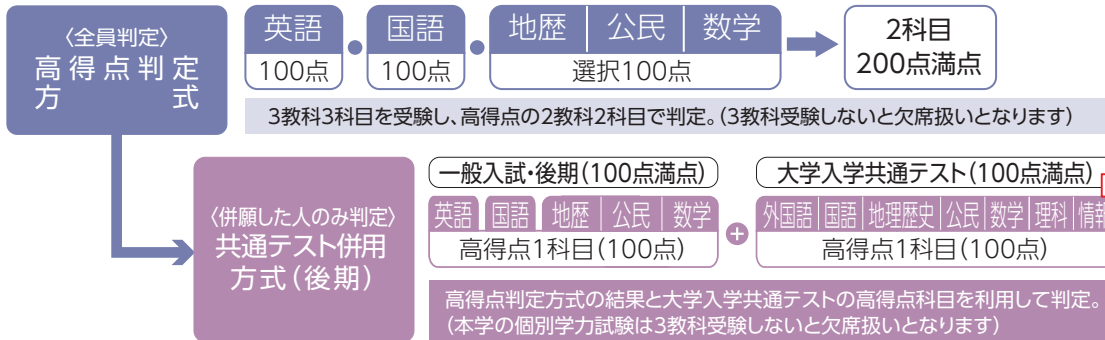 〈全員判定〉
高得点判定
方式
英語・国語・地歴 公民 数学
100点 100点 選択100点
2科目
200点満点
3教科3科目を受験し、高得点の2教科2科目で判定。(3教科受験しないと欠席扱いとなります)
〈併願した人のみ判定〉
共通テスト併用
方式(後期)
一般入試・後期(100点満点)
英語 国語 地歴 公民 数学
高得点1科目(100点)
+
大学入学共通テスト(100点満点)
外国語 国語 地理歴史 公民 数学 理科 情報
高得点1科目(100点)
高得点判定方式の結果と大学入学共通テストの高得点科目を利用して判定。
(本学の個別学力試験は3教科受験しないと欠席扱いとなります)